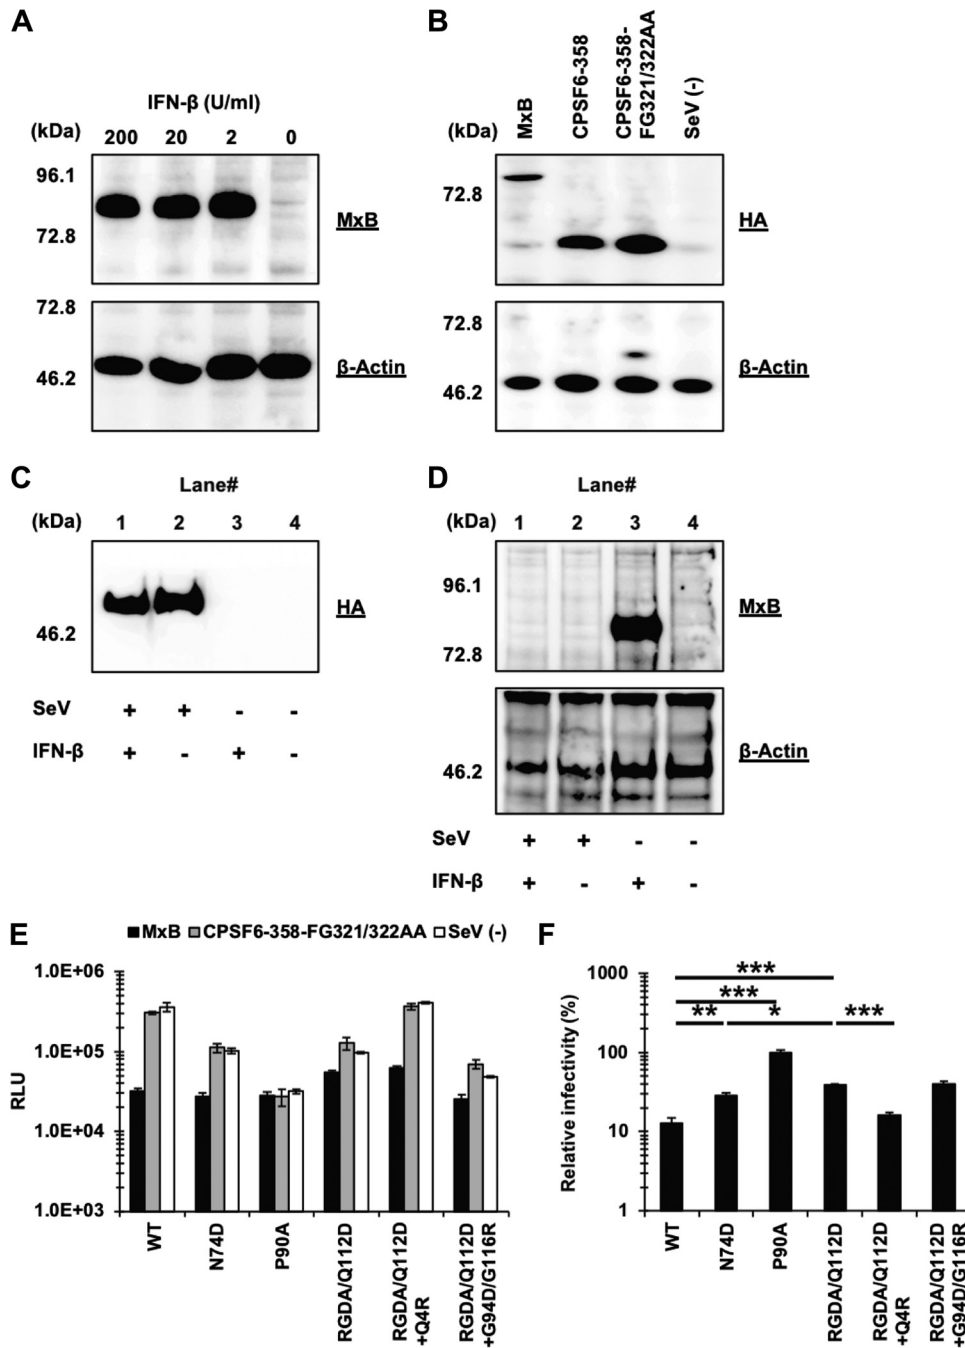 A
IFN-β (U/ml)
(kDa) 200 20 2 0
96.1
72.8
MxB
72.8
46.2
β-Actin
B
(kDa) MxB CPSF6-358 CPSF6-358-FG321/322AA SeV (-)
72.8
HA
72.8
46.2
β-Actin
C
Lane#
(kDa) 1 2 3 4
46.2
HA
SeV + + - -
IFN-β + - + -
D
Lane#
(kDa) 1 2 3 4
96.1
72.8
MxB
46.2
β-Actin
SeV + + - -
IFN-β + - + -
E
MxB CPSF6-358-FG321/322AA SeV (-)
RLU
1.0E+06
1.0E+05
1.0E+04
1.0E+03
WT
N74D
P90A
RGDA/Q112D
RGDA/Q112D
+Q4R
RGDA/Q112D
+G94D/G116R
F
Relative infectivity (%)
1000
100
10
1
***
***
** * ***
WT
N74D
P90A
RGDA/Q112D
RGDA/Q112D
+Q4R
RGDA/Q112D
+G94D/G116R